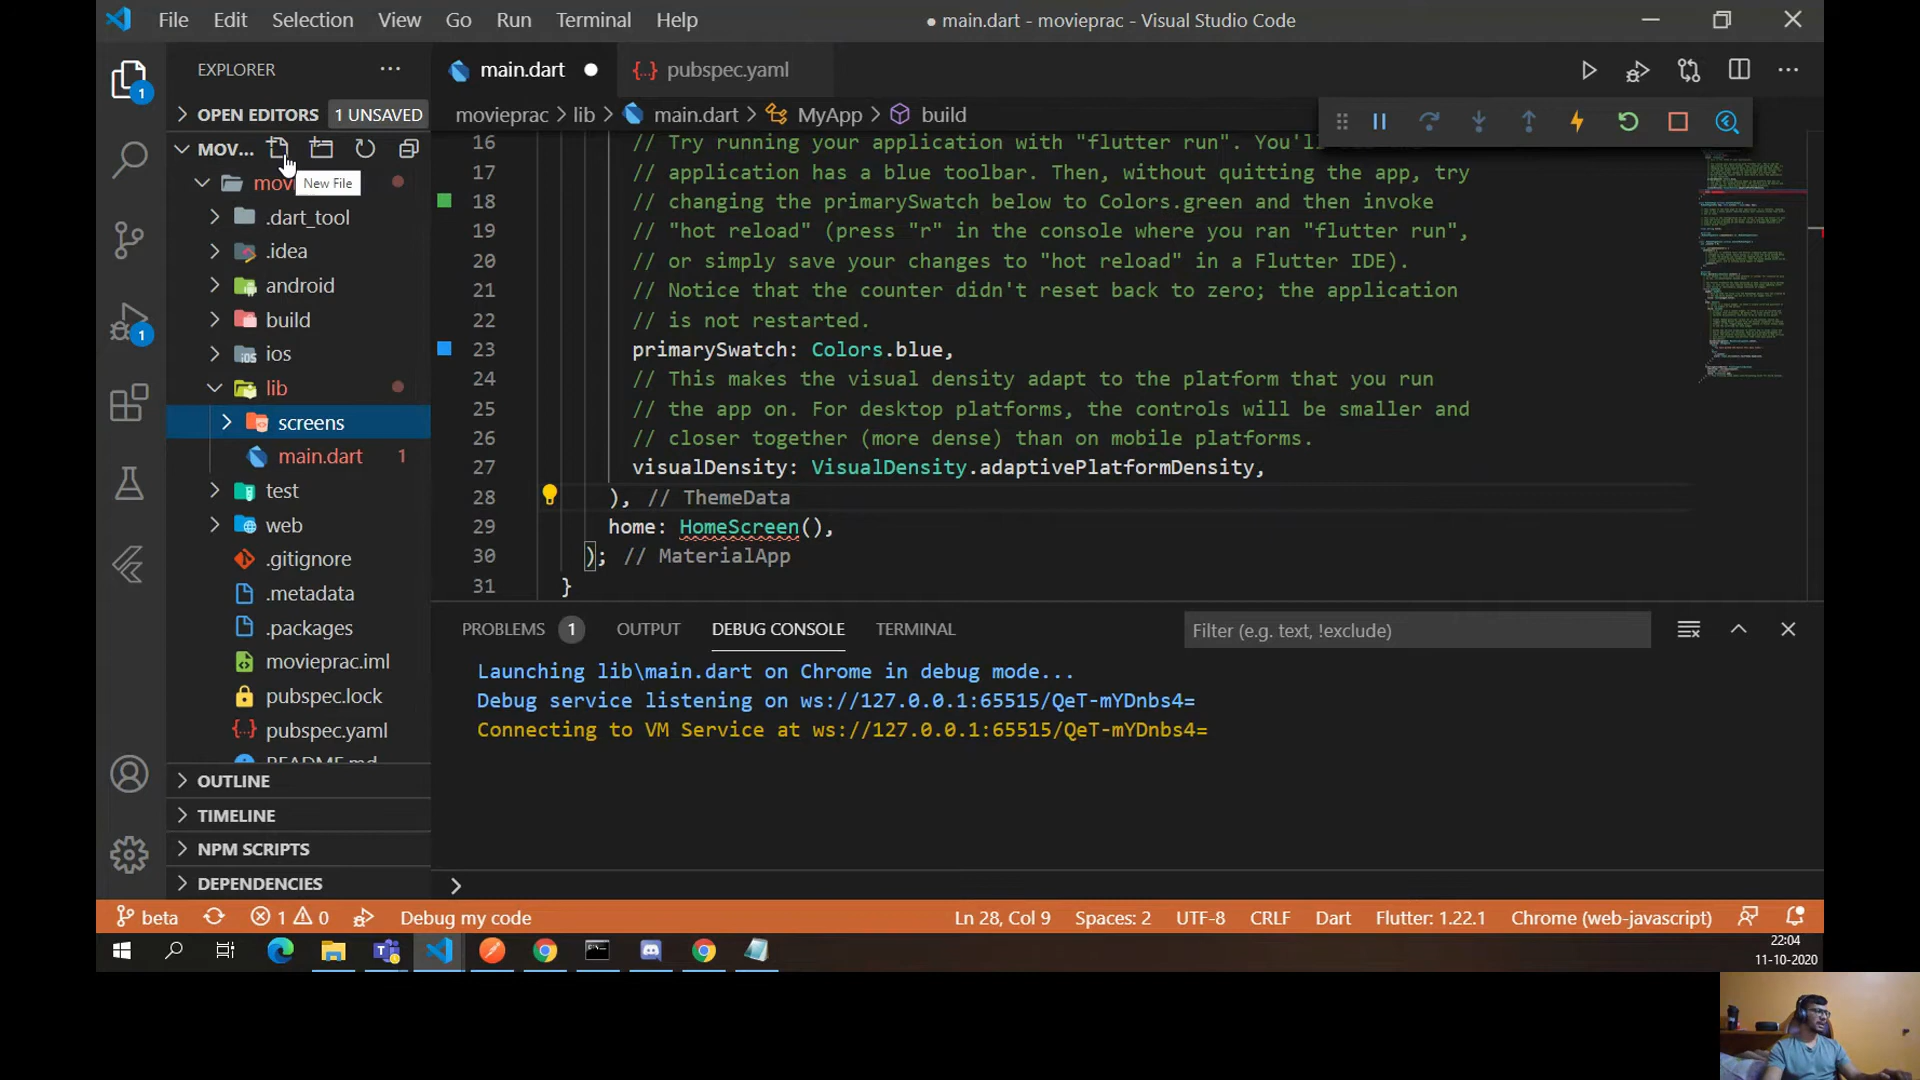 File Edit Selection View Go Run Terminal Help
● main.dart - movieprac - Visual Studio Code
EXPLORER
OPEN EDITORS 1 UNSAVED
MOV...
New File
.dart_tool
.idea
android
build
ios
lib
screens
main.dart 1
test
web
.gitignore
.metadata
.packages
movieprac.iml
pubspec.lock
pubspec.yaml
README.md
OUTLINE
TIMELINE
NPM SCRIPTS
DEPENDENCIES
1
1
main.dart
pubspec.yaml
movieprac > lib > main.dart > MyApp > build
16 // Try running your application with "flutter run". You'll
17 // application has a blue toolbar. Then, without quitting the app, try
18 // changing the primarySwatch below to Colors.green and then invoke
19 // "hot reload" (press "r" in the console where you ran "flutter run",
20 // or simply save your changes to "hot reload" in a Flutter IDE).
21 // Notice that the counter didn't reset back to zero; the application
22 // is not restarted.
23 primarySwatch: Colors.blue,
24 // This makes the visual density adapt to the platform that you run
25 // the app on. For desktop platforms, the controls will be smaller and
26 // closer together (more dense) than on mobile platforms.
27 visualDensity: VisualDensity.adaptivePlatformDensity,
28 ), // ThemeData
29 home: HomeScreen(),
30 ); // MaterialApp
31 }
PROBLEMS 1 OUTPUT DEBUG CONSOLE TERMINAL Filter (e.g. text, !exclude)
Launching lib\main.dart on Chrome in debug mode...
Debug service listening on ws://127.0.0.1:65515/QeT-mYDnbs4=
Connecting to VM Service at ws://127.0.0.1:65515/QeT-mYDnbs4=
beta 1 0 Debug my code Ln 28, Col 9 Spaces: 2 UTF-8 CRLF Dart Flutter: 1.22.1 Chrome (web-javascript)
22:04
11-10-2020